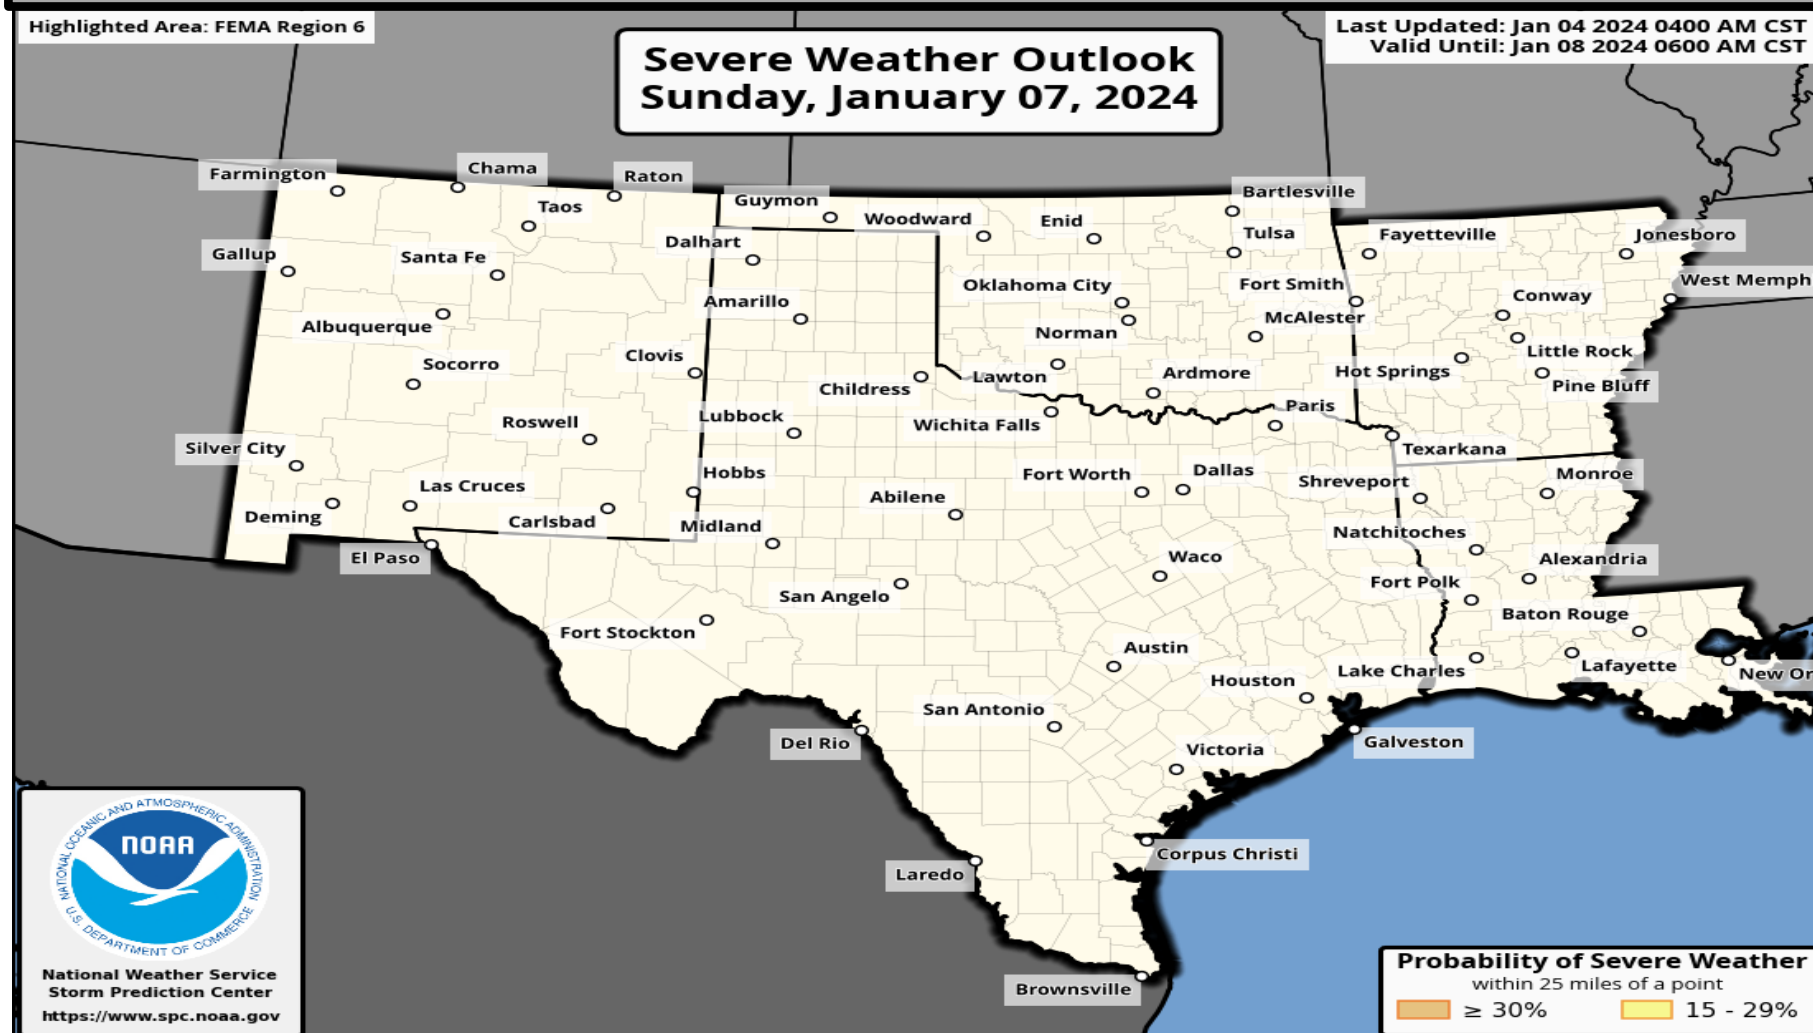 Highlighted Area: FEMA Region 6
Severe Weather Outlook
Sunday, January 07, 2024
Last Updated: Jan 04 2024 0400 AM CST
Valid Until: Jan 08 2024 0600 AM CST
Farmington
Chama
Raton
Taos
Guymon
Woodward
Enid
Bartlesville
Tulsa
Fayetteville
Jonesboro
Gallup
Santa Fe
Dalhart
Oklahoma City
Fort Smith
Conway
West Memph
Albuquerque
Amarillo
Norman
McAlester
Little Rock
Socorro
Clovis
Childress
Lawton
Ardmore
Hot Springs
Pine Bluff
Roswell
Lubbock
Wichita Falls
Paris
Texarkana
Silver City
Las Cruces
Hobbs
Abilene
Fort Worth
Dallas
Shreveport
Monroe
Deming
Carlsbad
Midland
Natchitoches
El Paso
Waco
Alexandria
San Angelo
Fort Polk
Fort Stockton
Austin
Baton Rouge
Houston
Lake Charles
Lafayette
New Or
San Antonio
Del Rio
Victoria
Galveston
Laredo
Corpus Christi
Brownsville
NATIONAL OCEANIC AND ATMOSPHERIC ADMINISTRATION
NOAA
U.S. DEPARTMENT OF COMMERCE
National Weather Service
Storm Prediction Center
https://www.spc.noaa.gov
Probability of Severe Weather
within 25 miles of a point
≥ 30%
15 - 29%